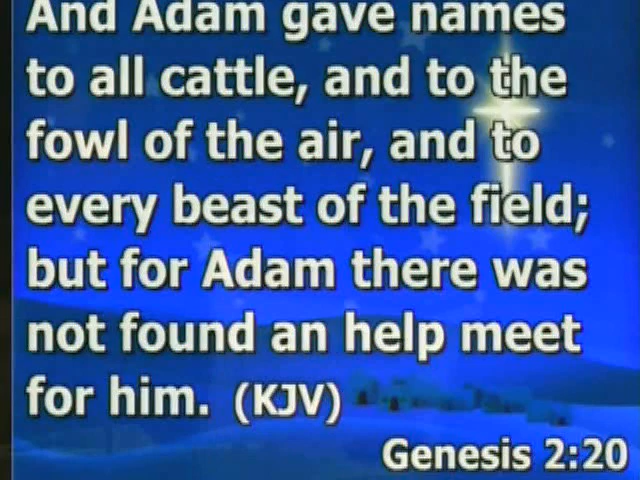 And Adam gave names
to all cattle, and to the
fowl of the air, and to
every beast of the field;
but for Adam there was
not found an help meet
for him. (KJV)
Genesis 2:20